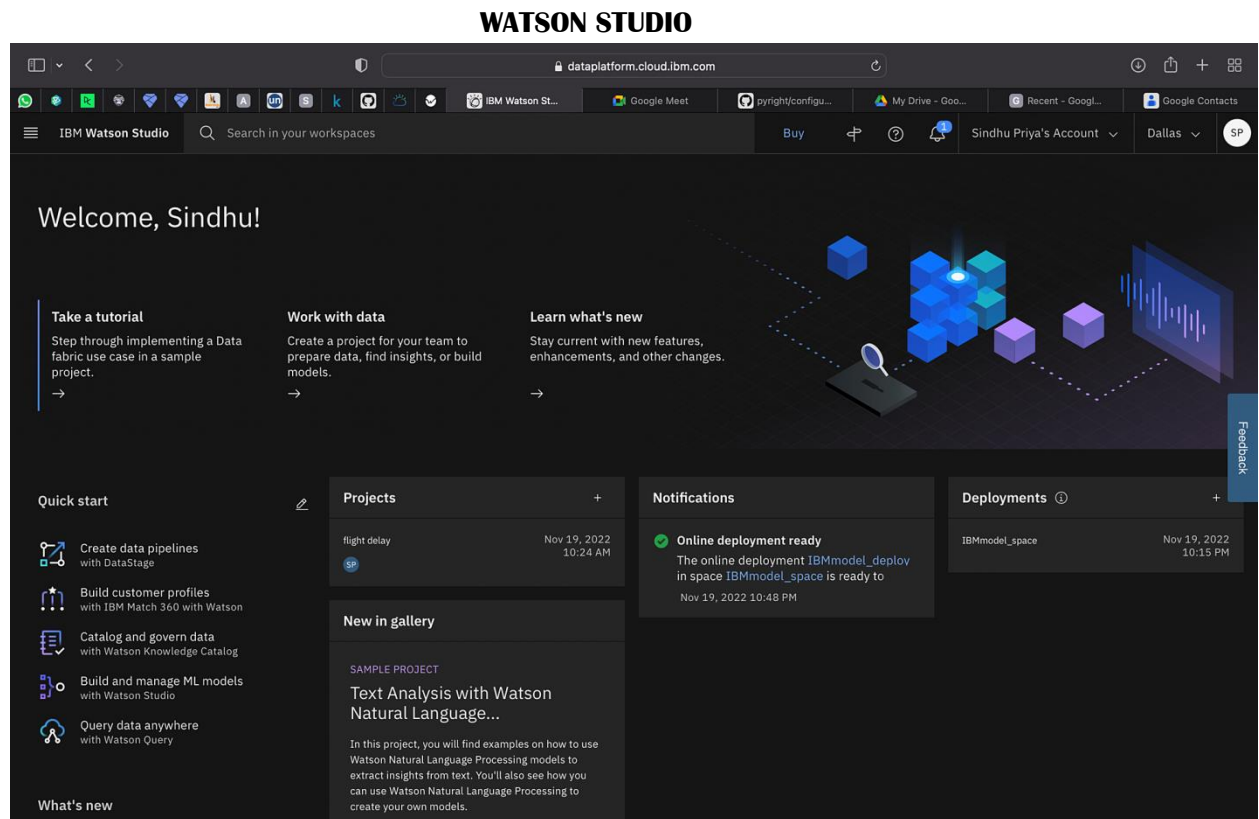 WATSON STUDIO
dataplatform.cloud.ibm.com
IBM Watson St...
Google Meet
pyright/configu...
My Drive - Goo...
Recent - Googl...
Google Contacts
IBM Watson Studio
Search in your workspaces
Buy
1
Sindhu Priya's Account
Dallas
SP
Welcome, Sindhu!
Take a tutorial
Step through implementing a Data
fabric use case in a sample
project.
Work with data
Create a project for your team to
prepare data, find insights, or build
models.
Learn what's new
Stay current with new features,
enhancements, and other changes.
Feedback
Quick start
Create data pipelines
with DataStage
Build customer profiles
with IBM Match 360 with Watson
Catalog and govern data
with Watson Knowledge Catalog
Build and manage ML models
with Watson Studio
Query data anywhere
with Watson Query
What's new
Projects
flight delay
Nov 19, 2022
10:24 AM
SP
New in gallery
SAMPLE PROJECT
Text Analysis with Watson
Natural Language...
In this project, you will find examples on how to use
Watson Natural Language Processing models to
extract insights from text. You'll also see how you
can use Watson Natural Language Processing to
create your own models.
Notifications
Online deployment ready
The online deployment IBMmodel_deploy
in space IBMmodel_space is ready to
Nov 19, 2022 10:48 PM
Deployments
IBMmodel_space
Nov 19, 2022
10:15 PM